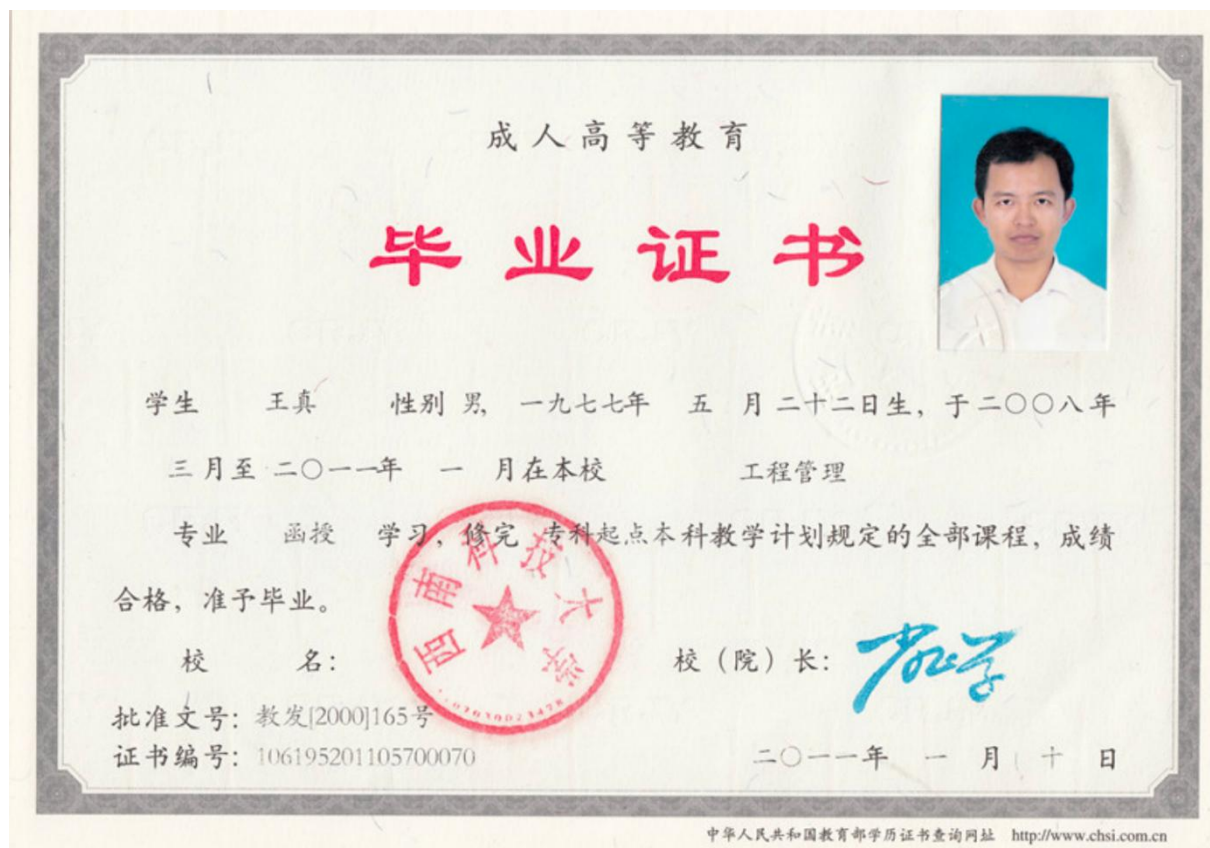 成人高等教育
毕业证书
学生 王真 性别 男, 一九七七年 五 月 二十二日生, 于二〇〇八年
三月至 二〇一一年 一 月在本校 工程管理
专业 函授 学习, 修完 专科起点本科教学计划规定的全部课程, 成绩
合格, 准予毕业。
西南科技大学
校 名: 校(院)长:
批准文号: 教发[2000]165号
证书编号: 106195201105700070
二〇一一年 一 月 十 日
中华人民共和国教育部学历证书查询网址 http://www.chsi.com.cn